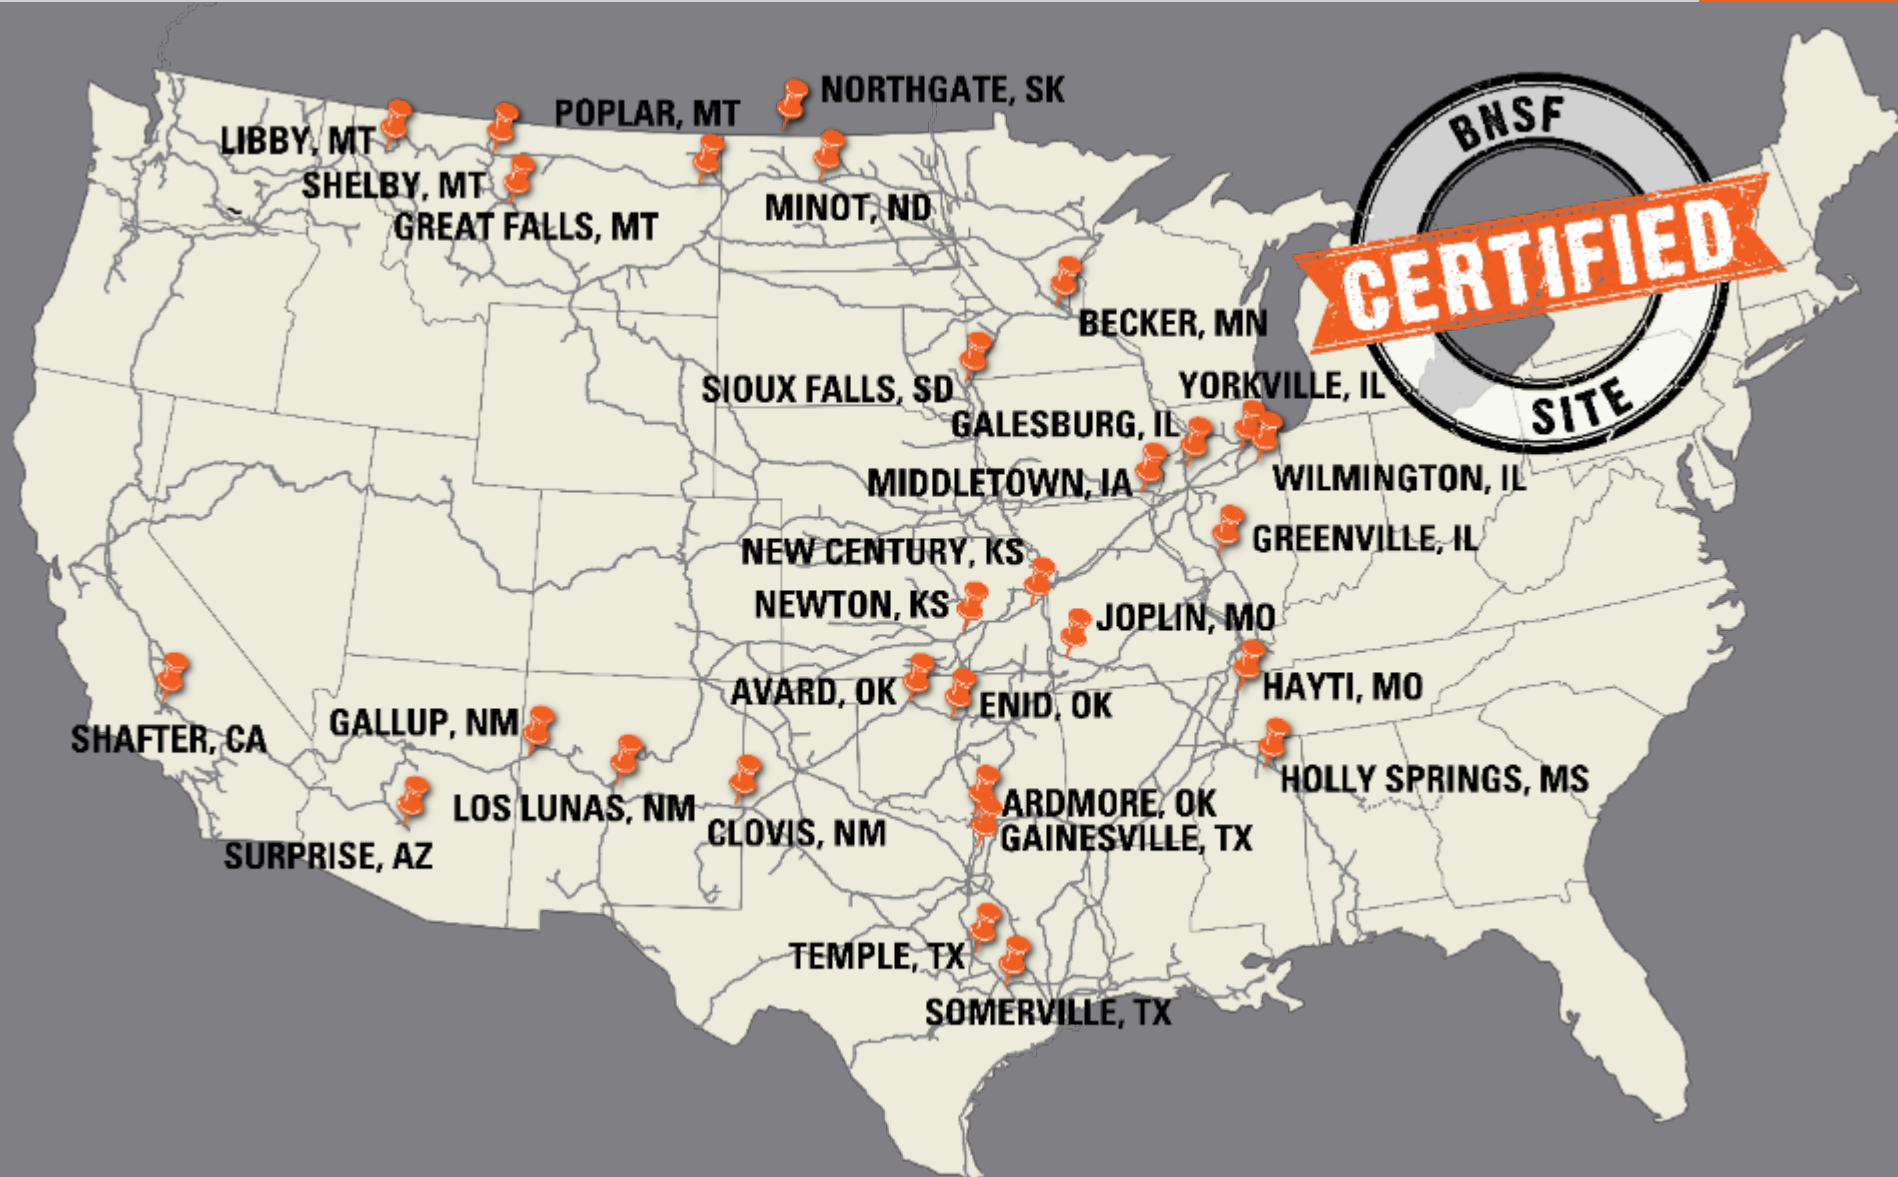 NORTHGATE, SK
POPLAR, MT
LIBBY, MT
SHELBY, MT
GREAT FALLS, MT
MINOT, ND
BNSF
CERTIFIED
SITE
BECKER, MN
SIOUX FALLS, SD
YORKVILLE, IL
GALESBURG, IL
MIDDLETOWN, IA
WILMINGTON, IL
GREENVILLE, IL
NEW CENTURY, KS
NEWTON, KS
JOPLIN, MO
AVARD, OK
ENID, OK
HAYTI, MO
SHAFTER, CA
GALLUP, NM
LOS LUNAS, NM
CLOVIS, NM
SURPRISE, AZ
HOLLY SPRINGS, MS
ARDMORE, OK
GAINESVILLE, TX
TEMPLE, TX
SOMERVILLE, TX